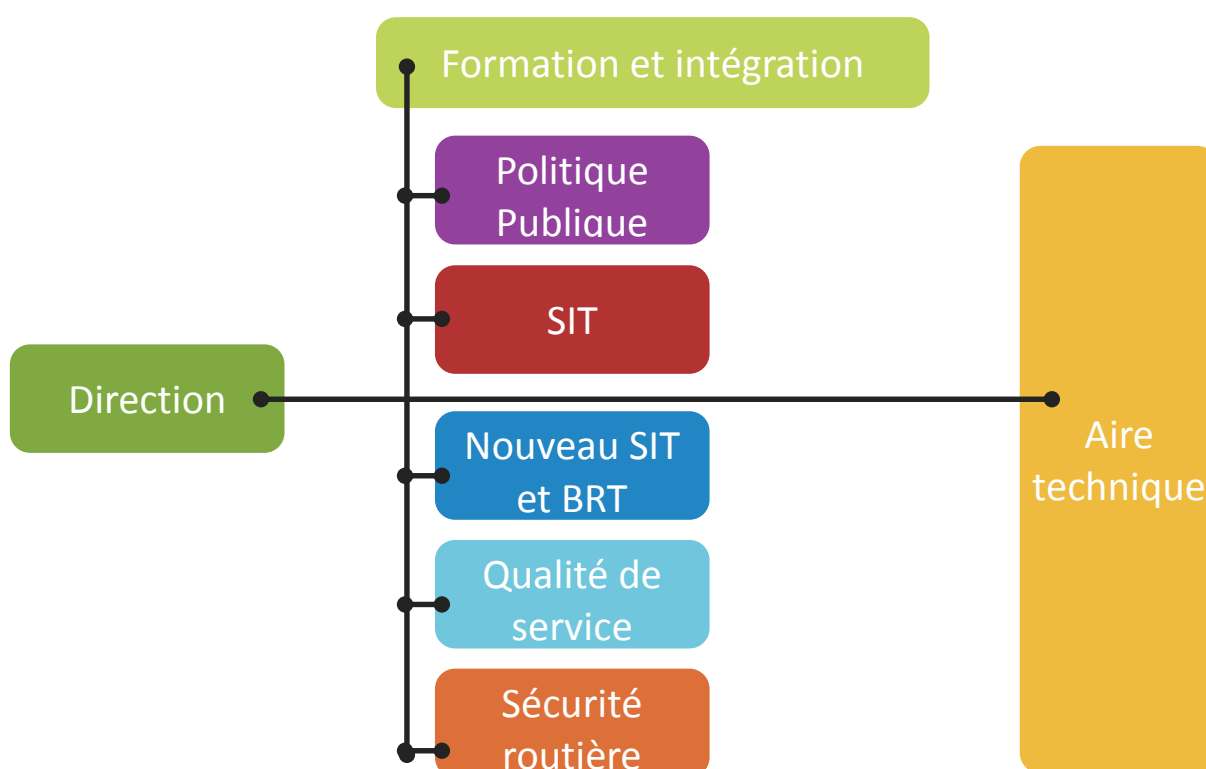 Formation et intégration
Politique
Publique
SIT
Direction
Nouveau SIT
et BRT
Aire
technique
Qualité de
service
Sécurité
routière